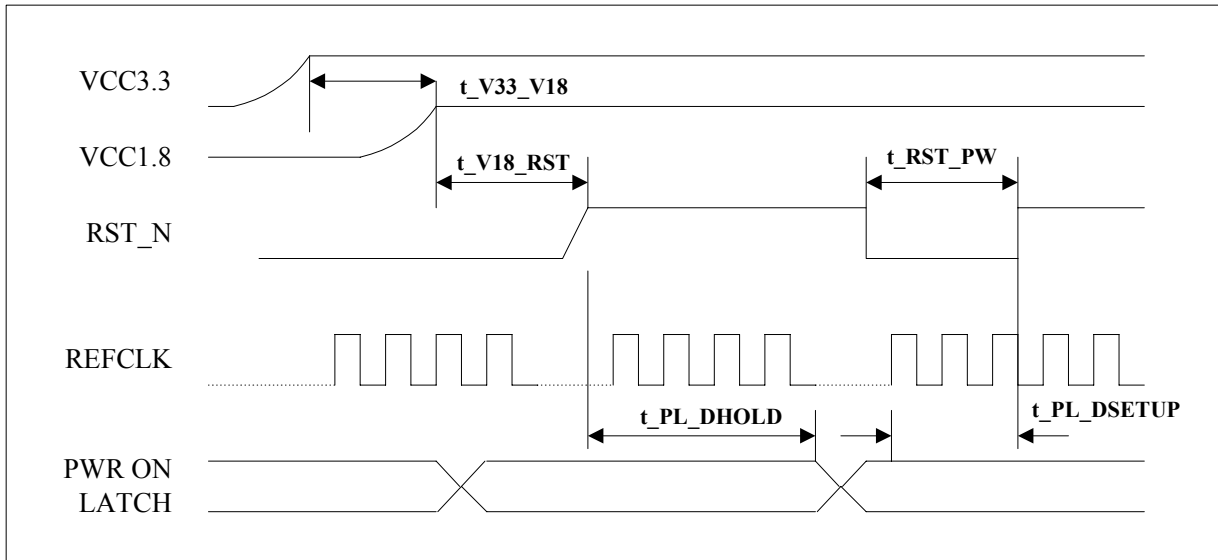 VCC3.3
t_V33_V18
VCC1.8
t_V18_RST
t_RST_PW
RST_N
REFCLK
t_PL_DHOLD
t_PL_DSETUP
PWR ON
LATCH